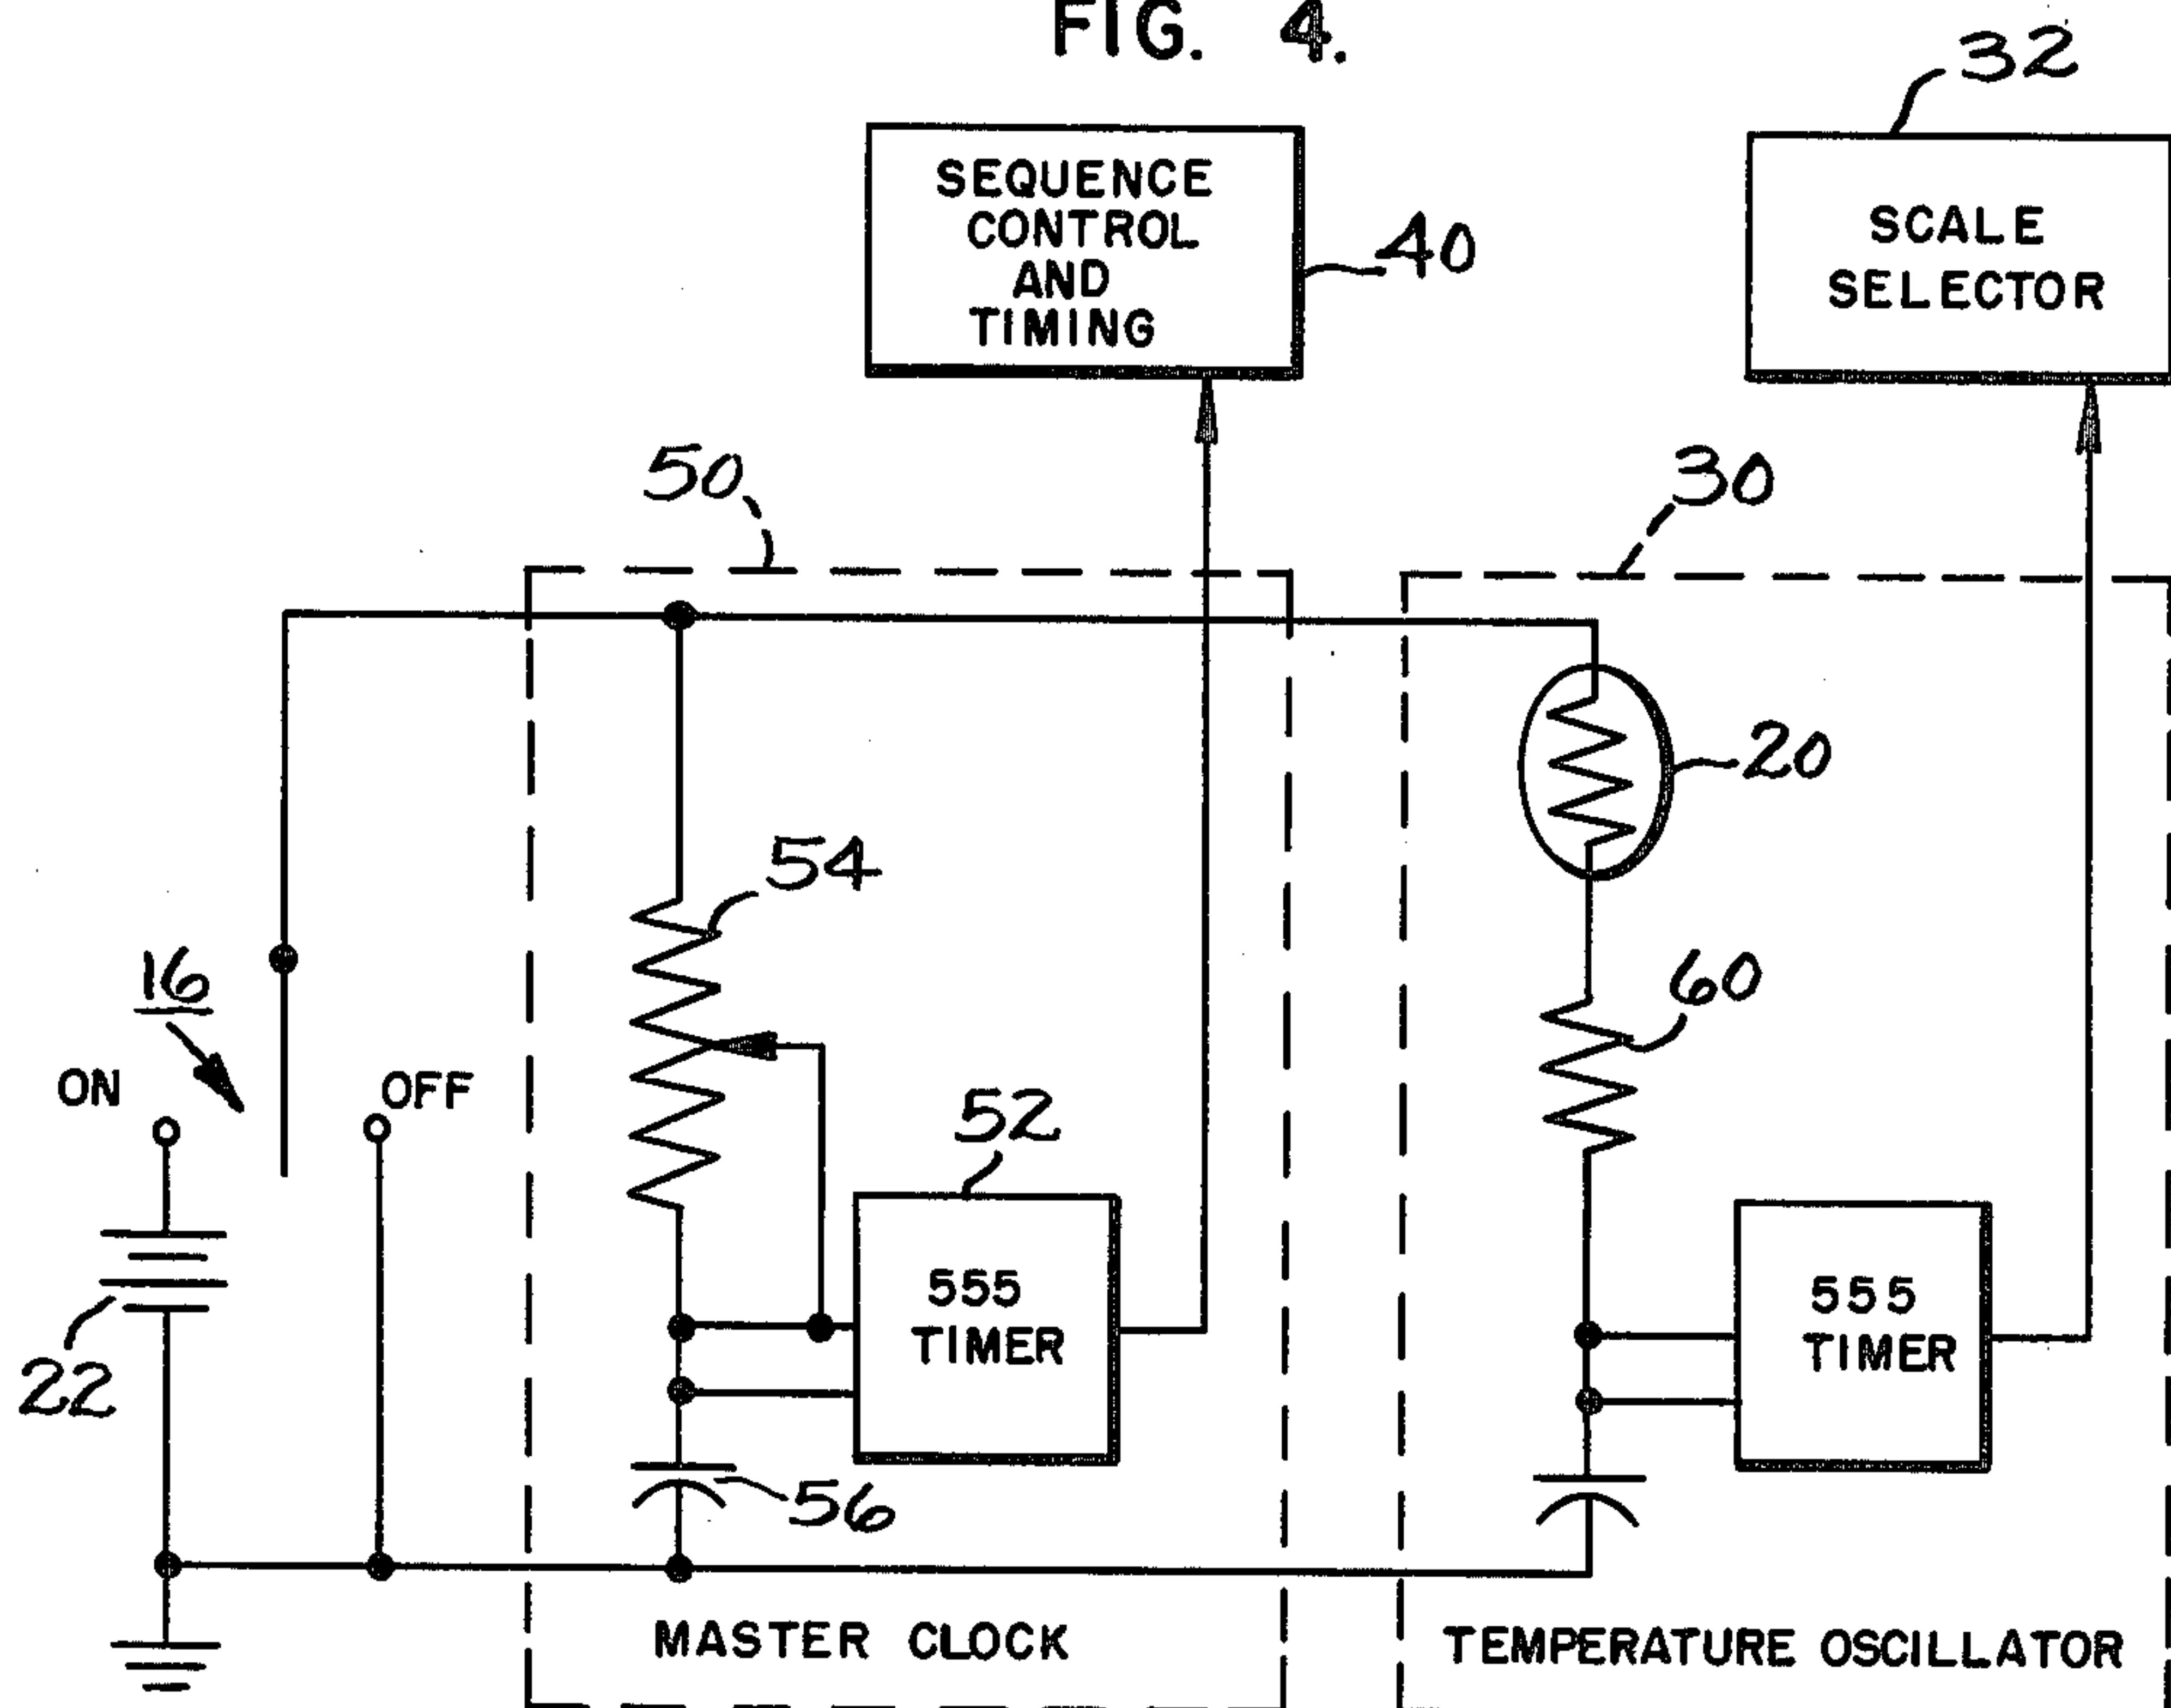 FIG. 4.
32
SEQUENCE
CONTROL
AND
TIMING
40
SCALE
SELECTOR
50
30
20
54
16
60
ON
OFF
52
555
TIMER
555
TIMER
22
56
MASTER CLOCK
TEMPERATURE OSCILLATOR